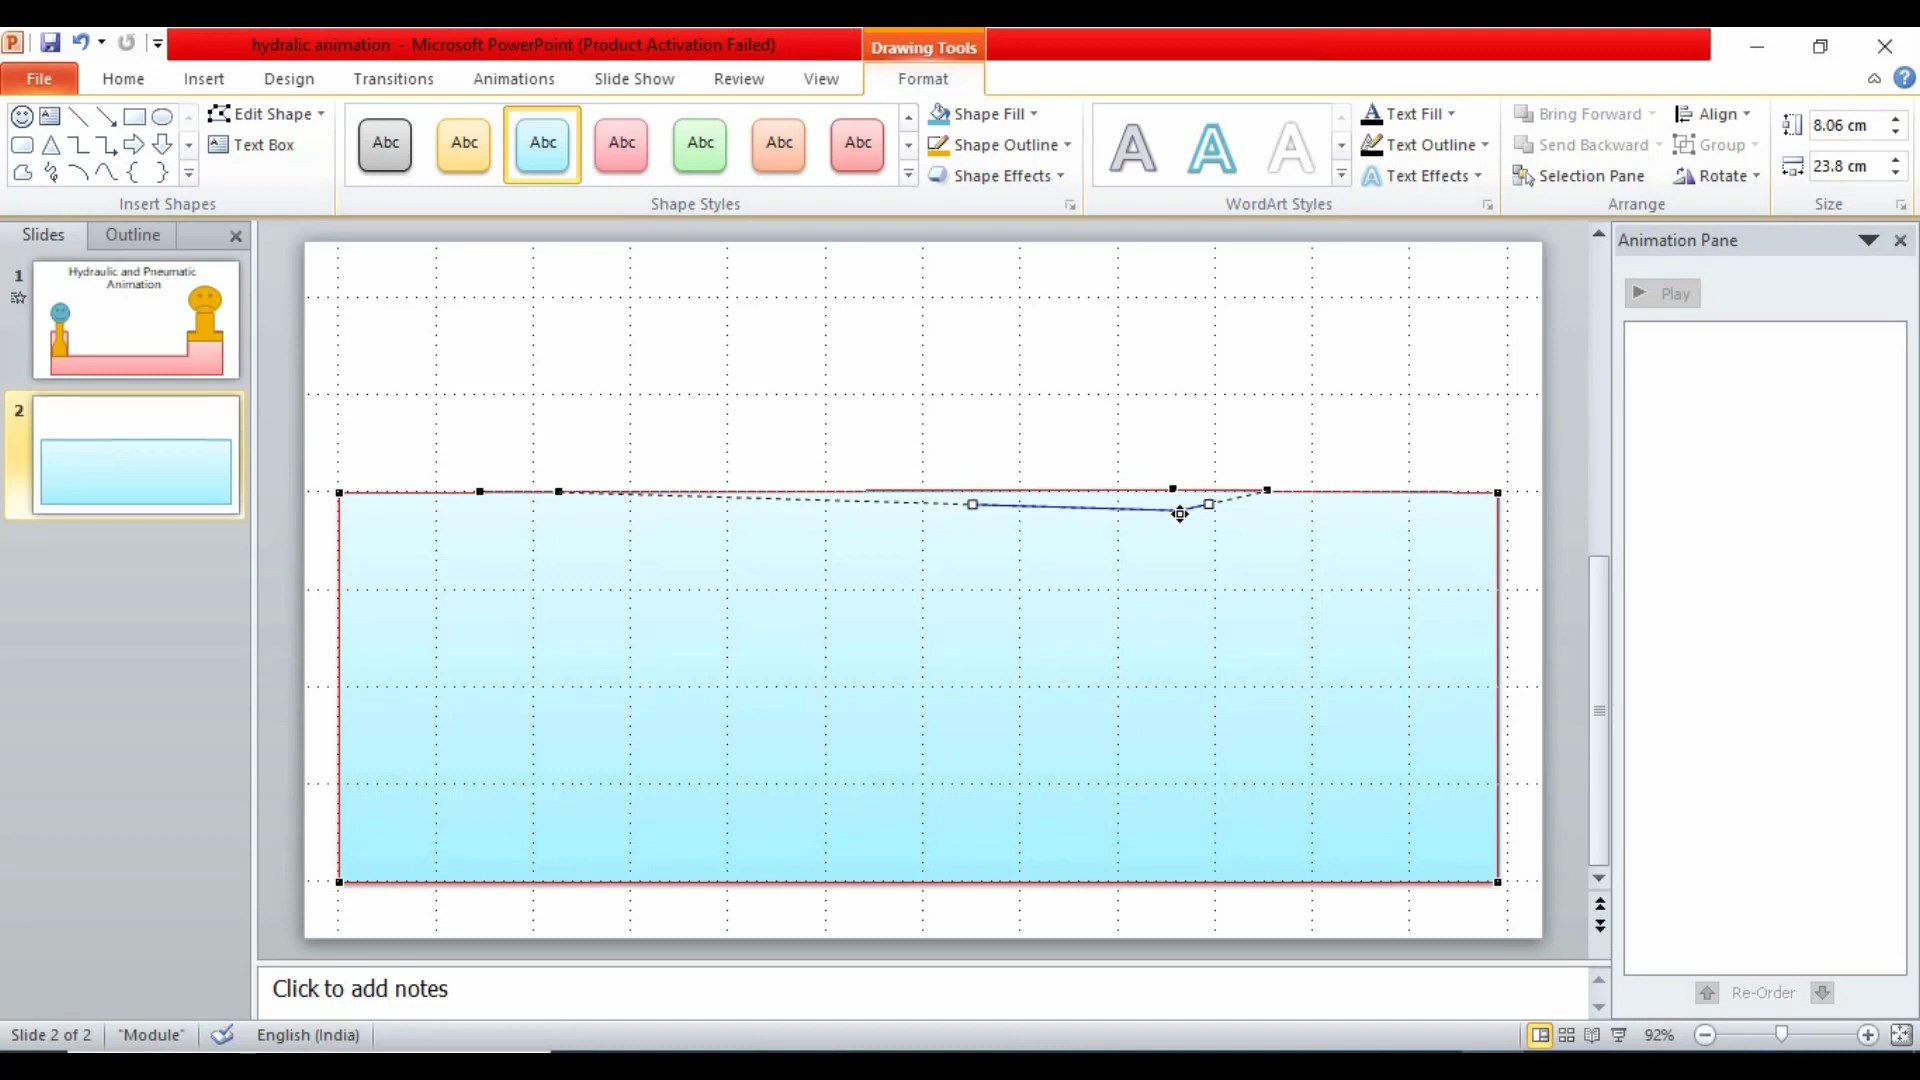 hydralic animation - Microsoft PowerPoint (Product Activation Failed)
Drawing Tools
File Home Insert Design Transitions Animations Slide Show Review View Format
Edit Shape
Text Box
Insert Shapes
Abc Abc Abc Abc Abc Abc Abc
Shape Styles
Shape Fill
Shape Outline
Shape Effects
A A A
WordArt Styles
Text Fill
Text Outline
Text Effects
Bring Forward
Send Backward
Selection Pane
Align
Group
Rotate
Arrange
8.06 cm
23.8 cm
Size
Slides Outline
1
Hydraulic and Pneumatic
Animation
2
Animation Pane
Play
Re-Order
Click to add notes
Slide 2 of 2 "Module" English (India) 92%